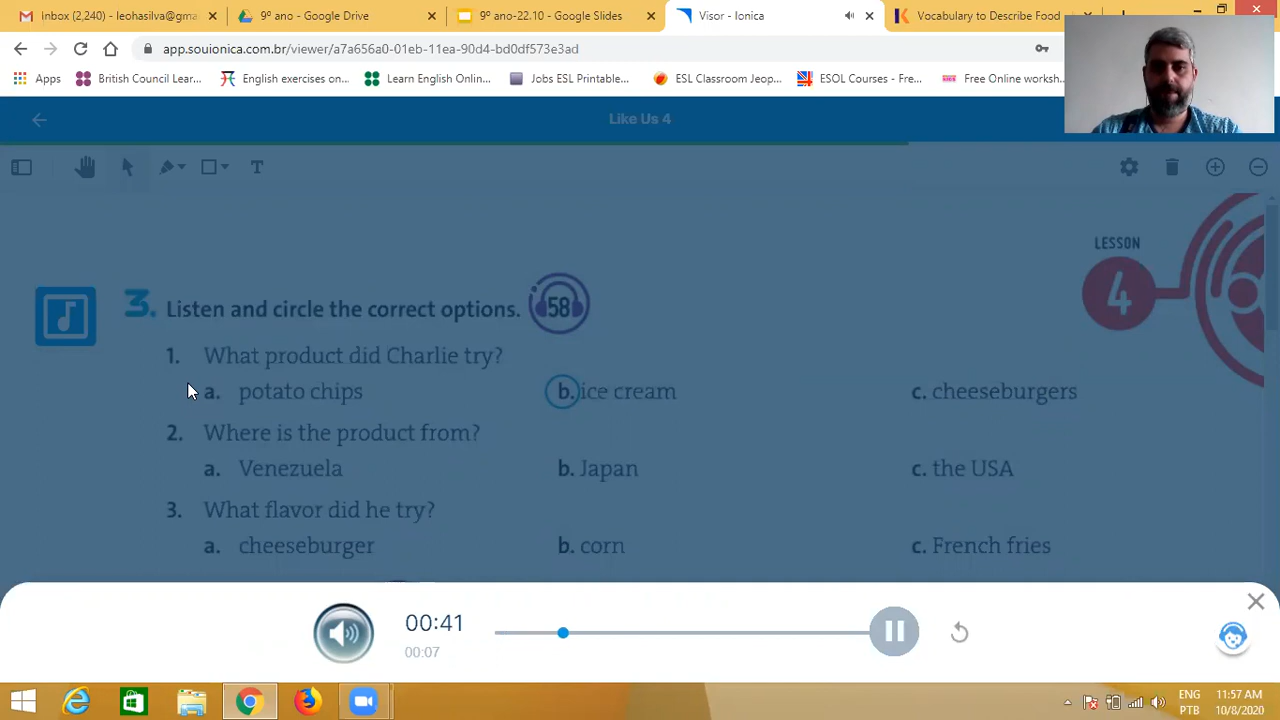 Inbox (2,240) - leohasilva@gma
9º ano - Google Drive
9º ano-22.10 - Google Slides
Visor - Ionica
Vocabulary to Describe Food
app.souionica.com.br/viewer/a7a656a0-01eb-11ea-90d4-bd0df573e3ad
Apps
British Council Lear...
English exercises on...
Learn English Onlin...
Jobs ESL Printable...
ESL Classroom Jeop...
ESOL Courses - Fre...
Free Online worksh...
Like Us 4
T
LESSON
4
3. Listen and circle the correct options. 58
1. What product did Charlie try?
a. potato chips b. ice cream c. cheeseburgers
2. Where is the product from?
a. Venezuela b. Japan c. the USA
3. What flavor did he try?
a. cheeseburger b. corn c. French fries
00:41
00:07
ENG 11:57 AM
PTB 10/8/2020